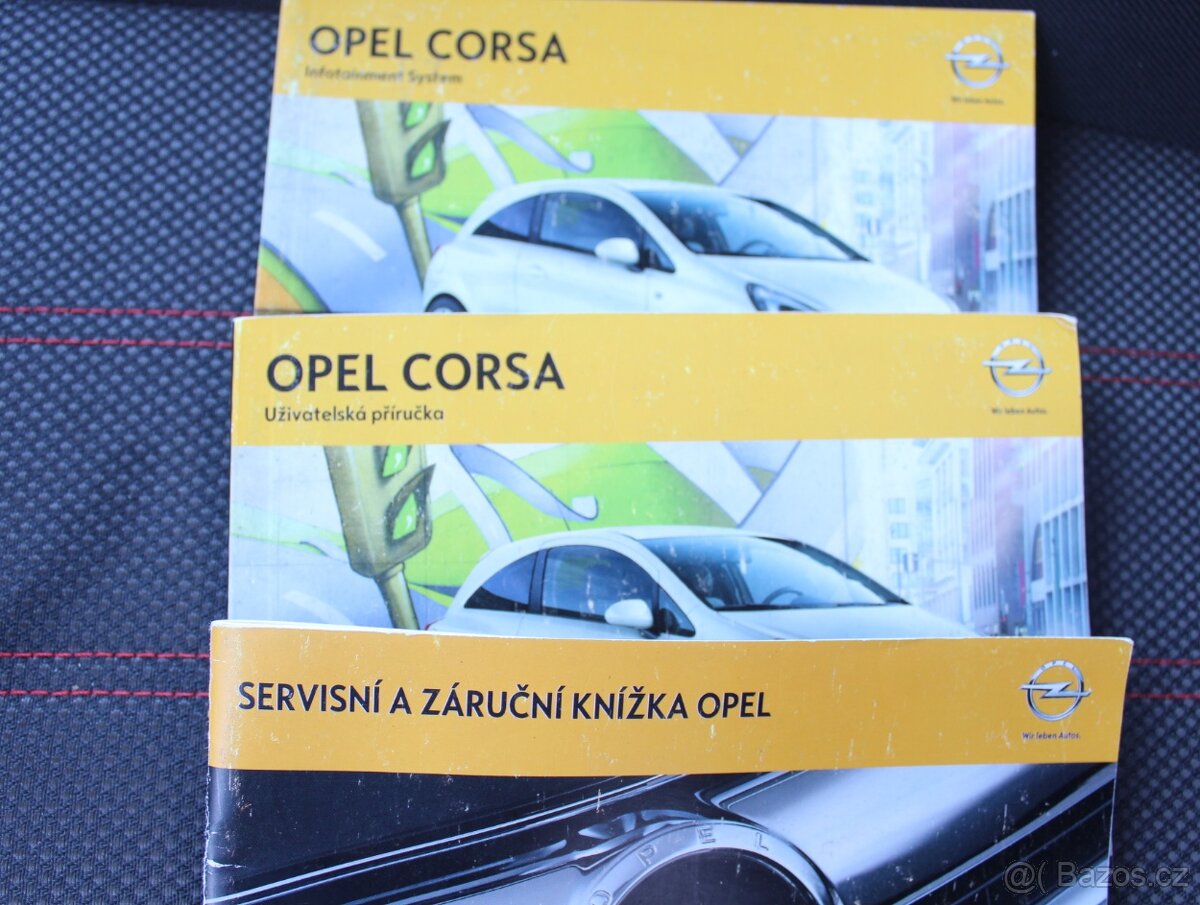 OPEL CORSA
Infotainment System
Wir leben Autos.
OPEL CORSA
Uživatelská příručka
Wir leben Autos.
SERVISNÍ A ZÁRUČNÍ KNÍŽKA OPEL
OPEL
Wir leben Autos.
OPEL
@( Bazos.cz